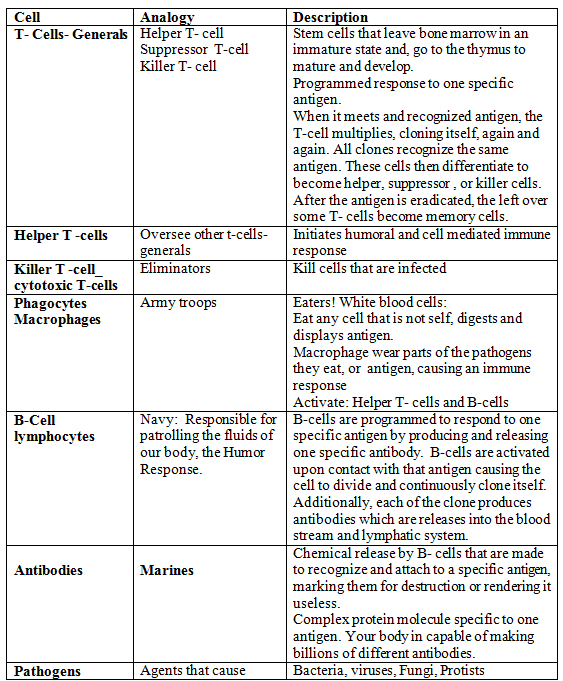 Cell Analogy Description
T- Cells- Generals
Helper T- cell
Suppressor T-cell
Killer T- cell
Stem cells that leave bone marrow in an
immature state and, go to the thymus to
mature and develop.
Programmed response to one specific
antigen.
When it meets and recognized antigen, the
T-cell multiplies, cloning itself, again and
again. All clones recognize the same
antigen. These cells then differentiate to
become helper, suppressor , or killer cells.
After the antigen is eradicated, the left over
some T- cells become memory cells.
Helper T -cells
Oversee other t-cells-
generals
Initiates humoral and cell mediated immune
response
Killer T -cell_
cytotoxic T-cells
Eliminators
Kill cells that are infected
Phagocytes
Macrophages
Army troops
Eaters! White blood cells:
Eat any cell that is not self, digests and
displays antigen.
Macrophage wear parts of the pathogens
they eat, or antigen, causing an immune
response
Activate: Helper T- cells and B-cells
B-Cell
lymphocytes
Navy: Responsible for
patrolling the fluids of
our body, the Humor
Response.
B-cells are programmed to respond to one
specific antigen by producing and releasing
one specific antibody. B-cells are activated
upon contact with that antigen causing the
cell to divide and continuously clone itself.
Additionally, each of the clone produces
antibodies which are releases into the blood
stream and lymphatic system.
Antibodies
Marines
Chemical release by B- cells that are made
to recognize and attach to a specific antigen,
marking them for destruction or rendering it
useless.
Complex protein molecule specific to one
antigen. Your body in capable of making
billions of different antibodies.
Pathogens
Agents that cause
Bacteria, viruses, Fungi, Protists